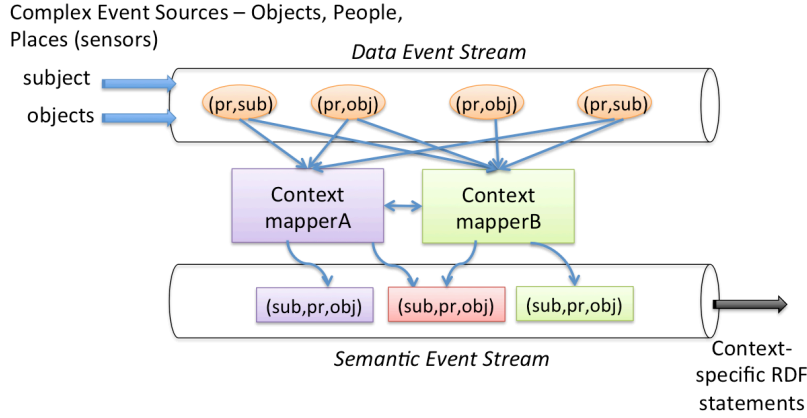 Complex Event Sources – Objects, People,
Places (sensors)
Data Event Stream
subject
objects
(pr,sub)
(pr,obj)
(pr,obj)
(pr,sub)
Context
mapperA
Context
mapperB
(sub,pr,obj)
(sub,pr,obj)
(sub,pr,obj)
Semantic Event Stream
Context-
specific RDF
statements